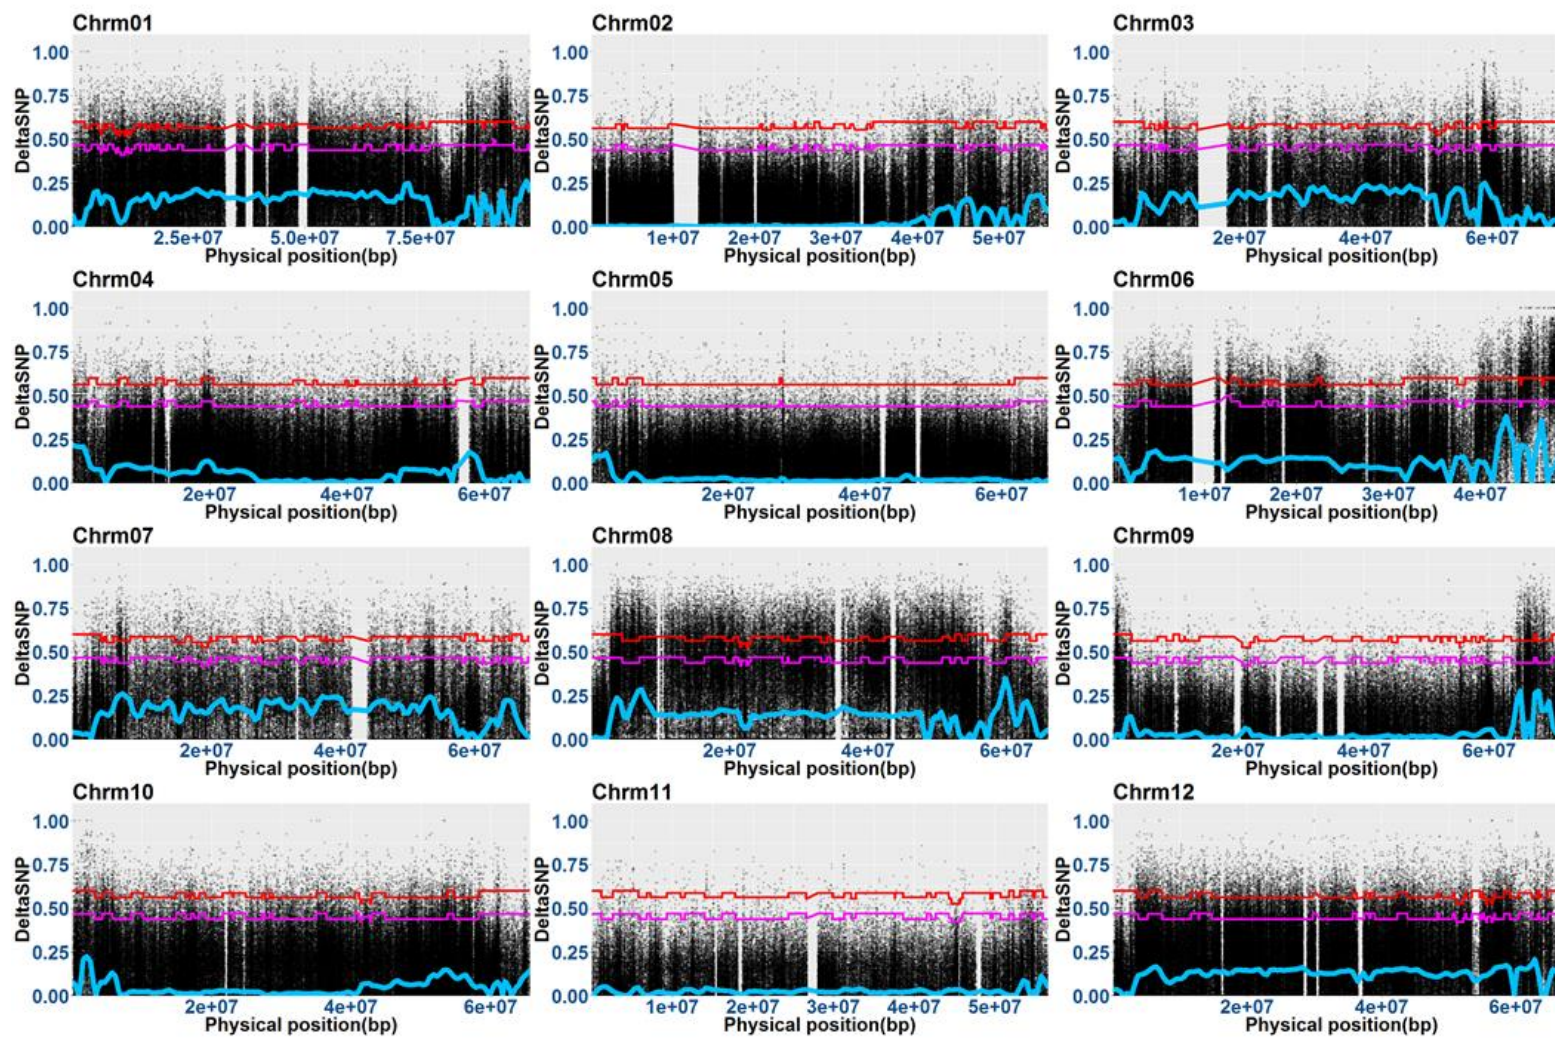 Chrm01
1.00
0.75
0.50
0.25
0.00
DeltaSNP
2.5e+07 5.0e+07 7.5e+07
Physical position(bp)
Chrm02
1.00
0.75
0.50
0.25
0.00
DeltaSNP
1e+07 2e+07 3e+07 4e+07 5e+07
Physical position(bp)
Chrm03
1.00
0.75
0.50
0.25
0.00
DeltaSNP
2e+07 4e+07 6e+07
Physical position(bp)
Chrm04
1.00
0.75
0.50
0.25
0.00
DeltaSNP
2e+07 4e+07 6e+07
Physical position(bp)
Chrm05
1.00
0.75
0.50
0.25
0.00
DeltaSNP
2e+07 4e+07 6e+07
Physical position(bp)
Chrm06
1.00
0.75
0.50
0.25
0.00
DeltaSNP
1e+07 2e+07 3e+07 4e+07
Physical position(bp)
Chrm07
1.00
0.75
0.50
0.25
0.00
DeltaSNP
2e+07 4e+07 6e+07
Physical position(bp)
Chrm08
1.00
0.75
0.50
0.25
0.00
DeltaSNP
2e+07 4e+07 6e+07
Physical position(bp)
Chrm09
1.00
0.75
0.50
0.25
0.00
DeltaSNP
2e+07 4e+07 6e+07
Physical position(bp)
Chrm10
1.00
0.75
0.50
0.25
0.00
DeltaSNP
2e+07 4e+07 6e+07
Physical position(bp)
Chrm11
1.00
0.75
0.50
0.25
0.00
DeltaSNP
1e+07 2e+07 3e+07 4e+07 5e+07
Physical position(bp)
Chrm12
1.00
0.75
0.50
0.25
0.00
DeltaSNP
2e+07 4e+07 6e+07
Physical position(bp)